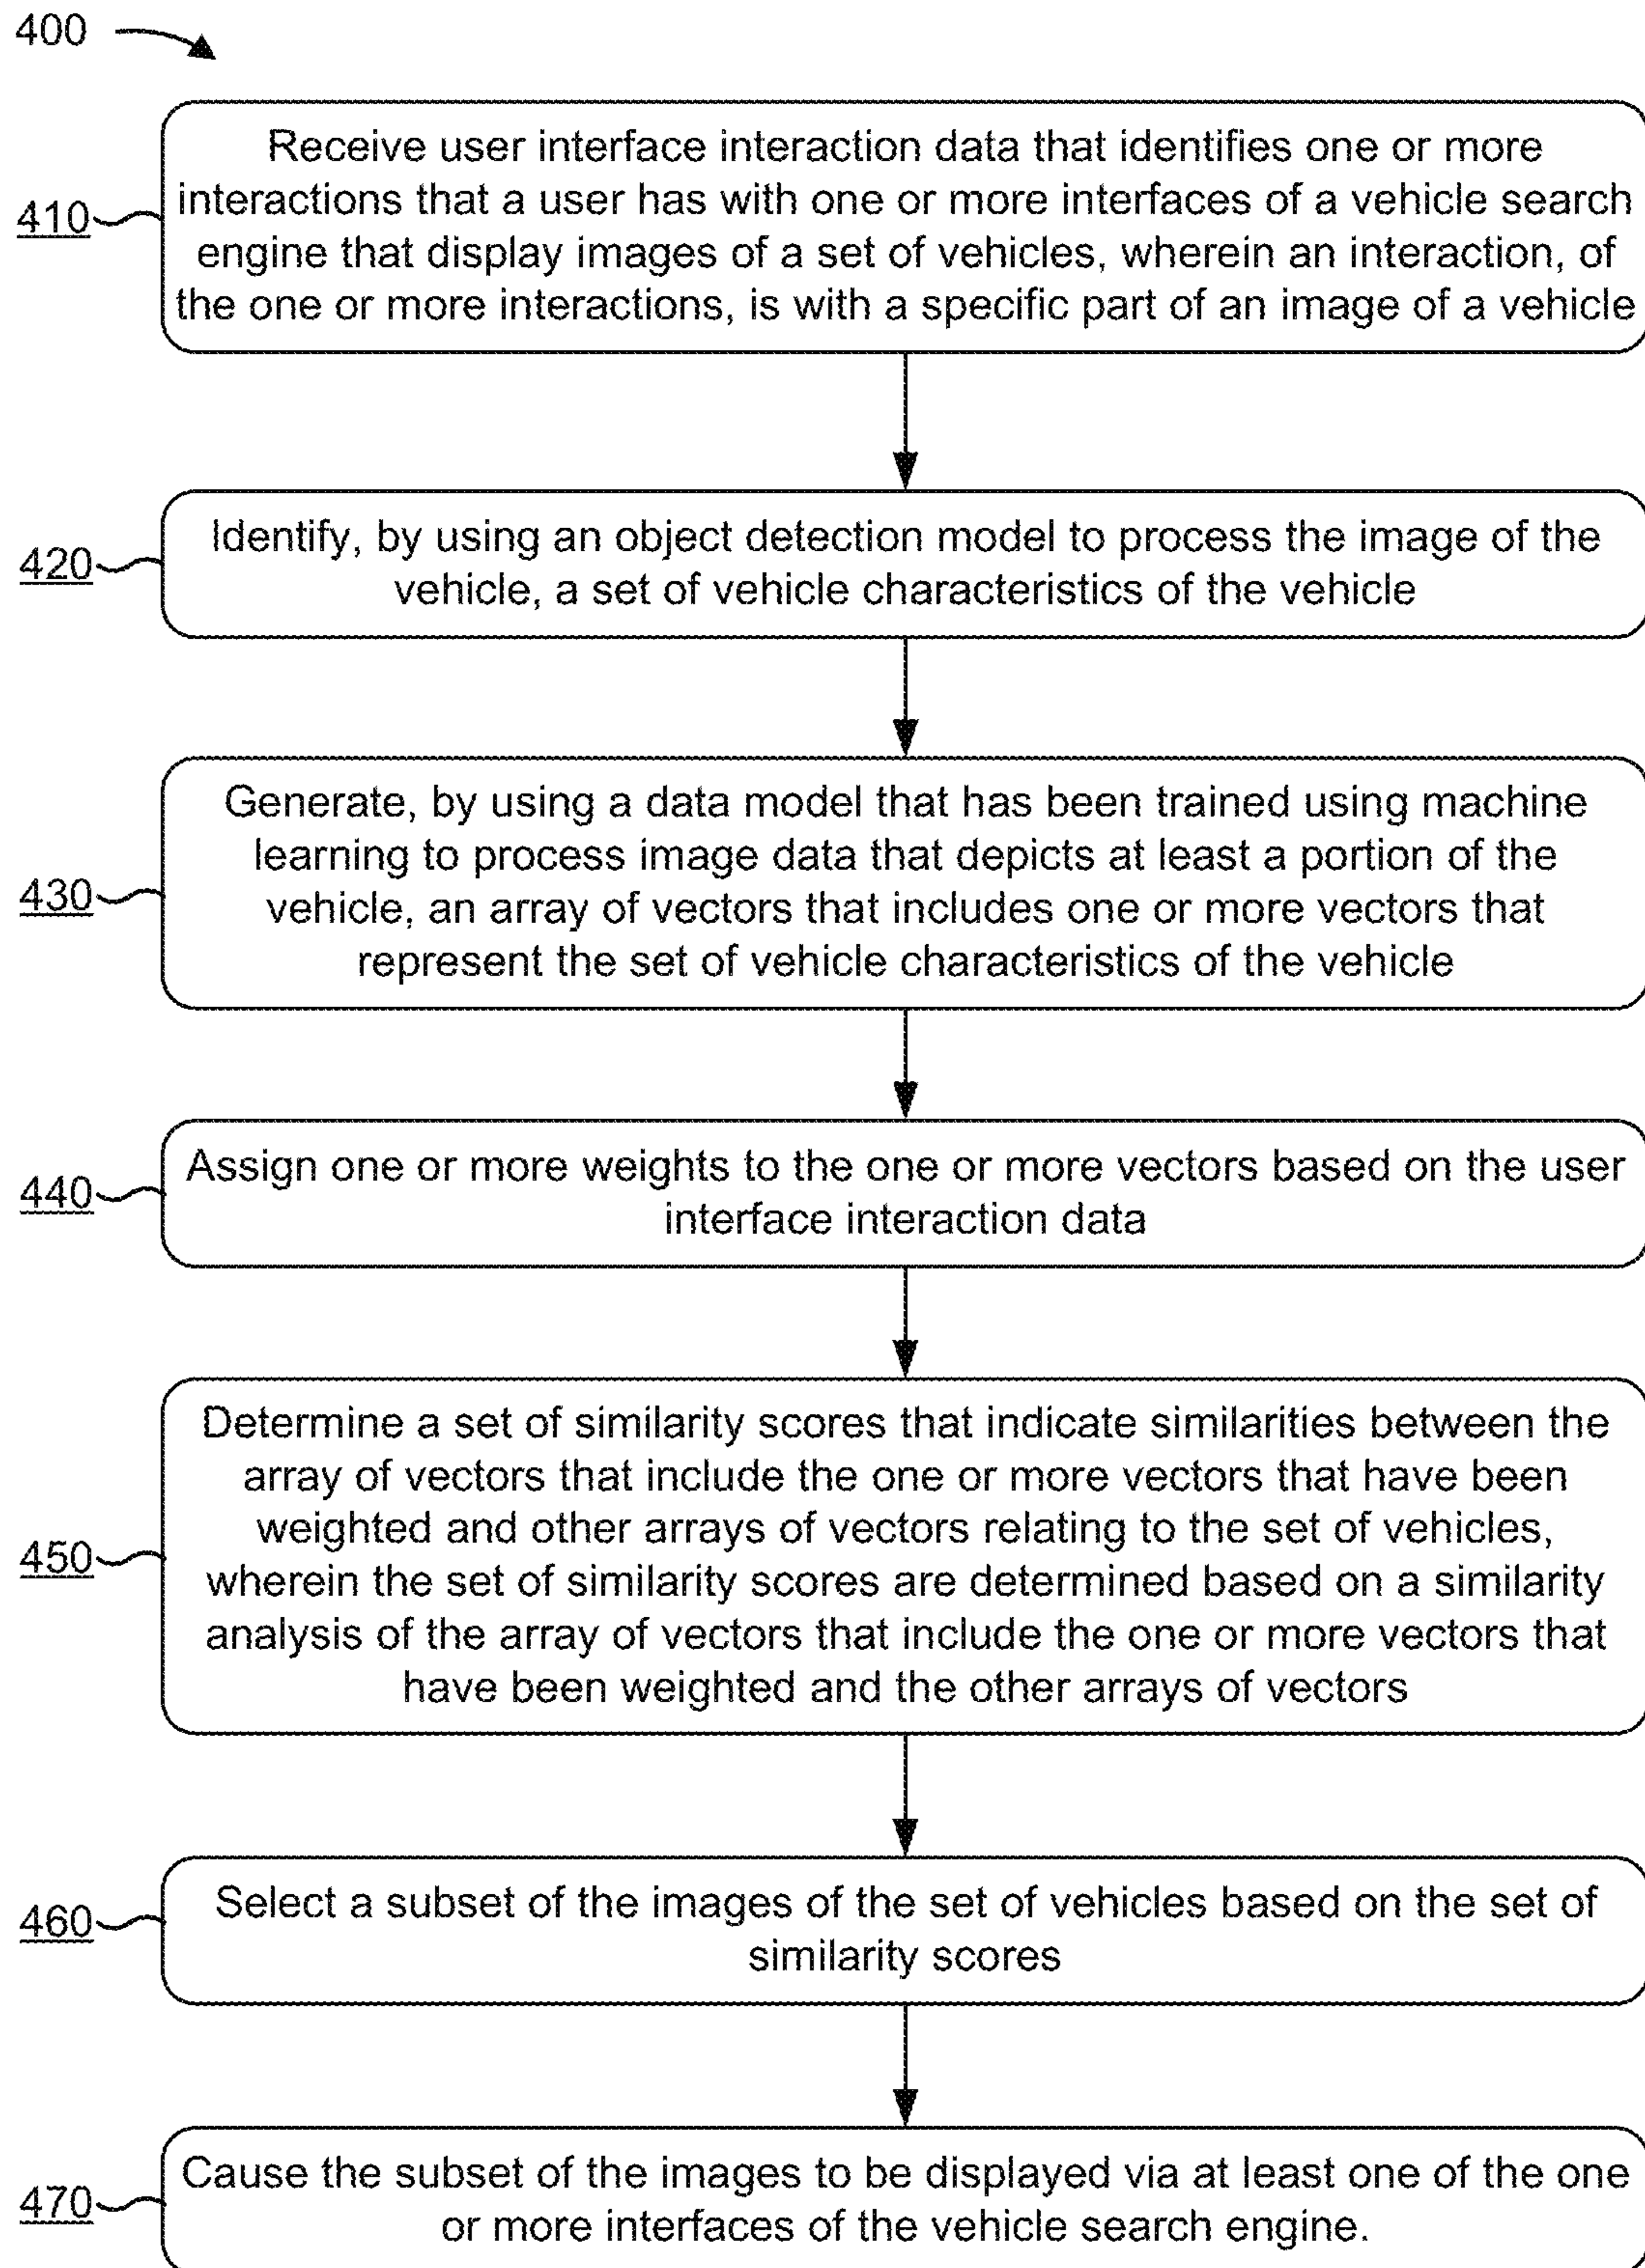 400
Receive user interface interaction data that identifies one or more
interactions that a user has with one or more interfaces of a vehicle search
engine that display images of a set of vehicles, wherein an interaction, of
the one or more interactions, is with a specific part of an image of a vehicle
410
Identify, by using an object detection model to process the image of the
vehicle, a set of vehicle characteristics of the vehicle
420
Generate, by using a data model that has been trained using machine
learning to process image data that depicts at least a portion of the
vehicle, an array of vectors that includes one or more vectors that
represent the set of vehicle characteristics of the vehicle
430
Assign one or more weights to the one or more vectors based on the user
interface interaction data
440
Determine a set of similarity scores that indicate similarities between the
array of vectors that include the one or more vectors that have been
weighted and other arrays of vectors relating to the set of vehicles,
wherein the set of similarity scores are determined based on a similarity
analysis of the array of vectors that include the one or more vectors that
have been weighted and the other arrays of vectors
450
Select a subset of the images of the set of vehicles based on the set of
similarity scores
460
Cause the subset of the images to be displayed via at least one of the one
or more interfaces of the vehicle search engine.
470